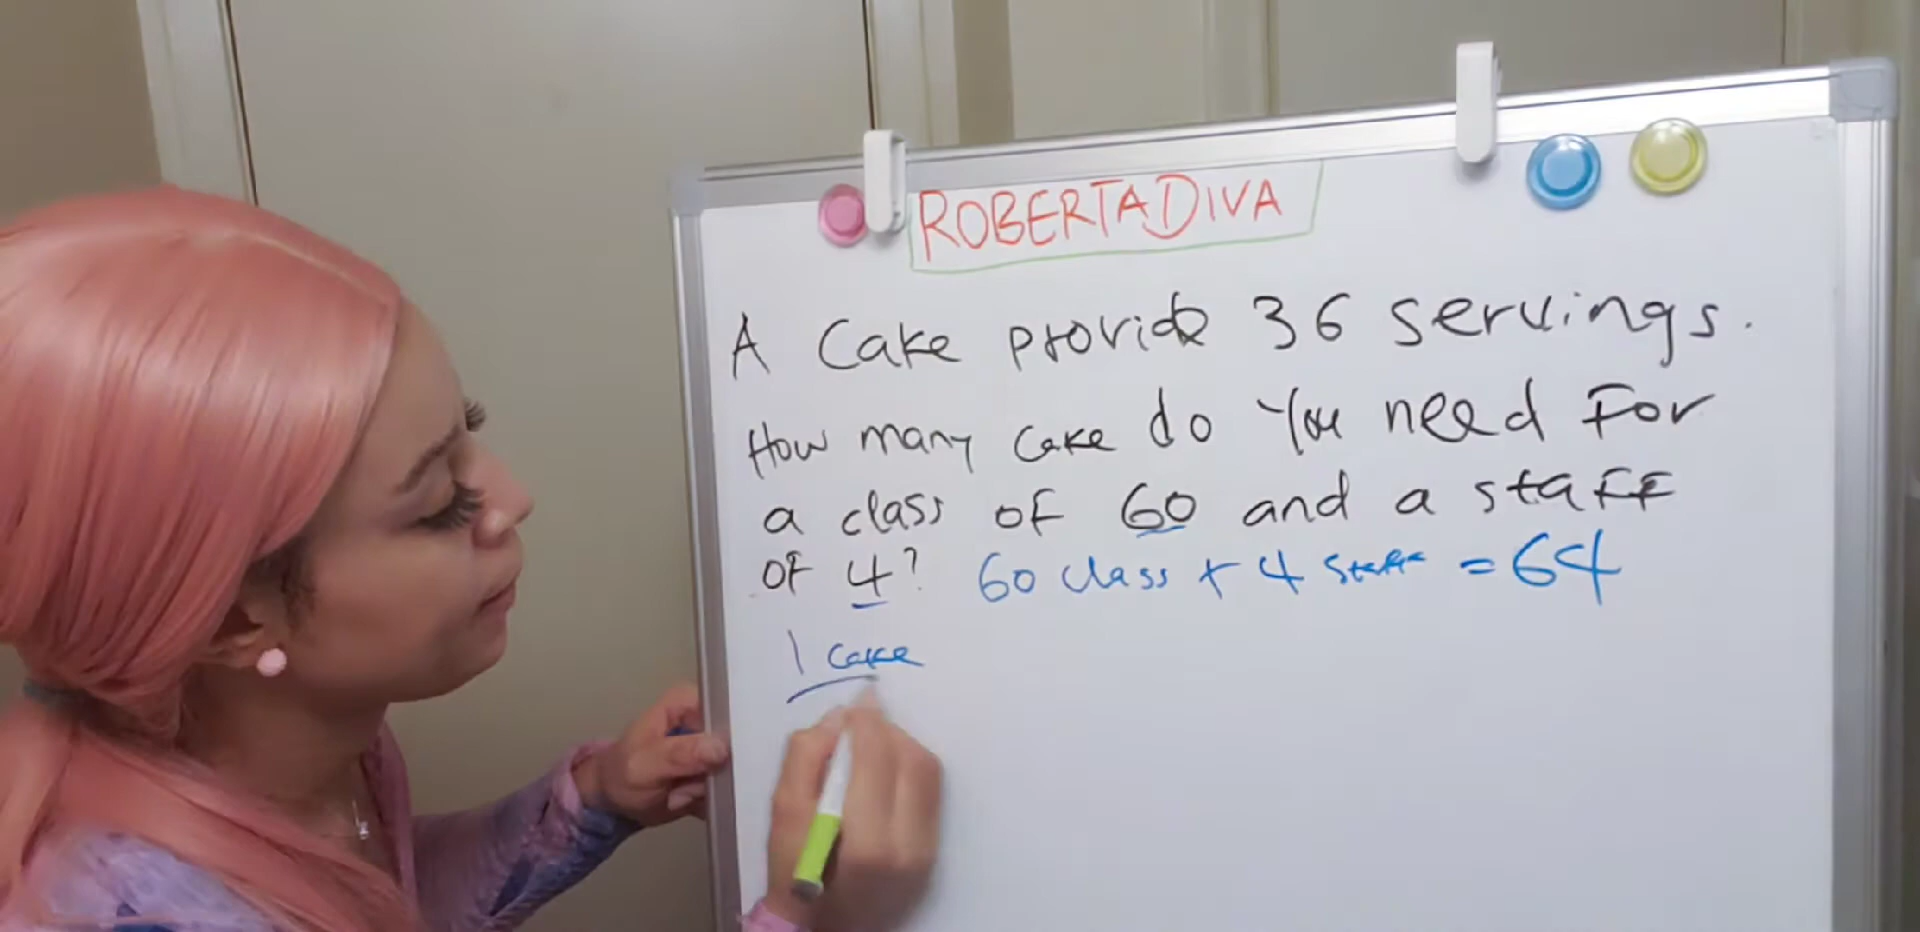 ROBERTADIVA
A Cake provide 36 servings.
How many cake do You need For
a class of 60 and a staff
of 4? 60 class + 4 staff = 64
1 cake